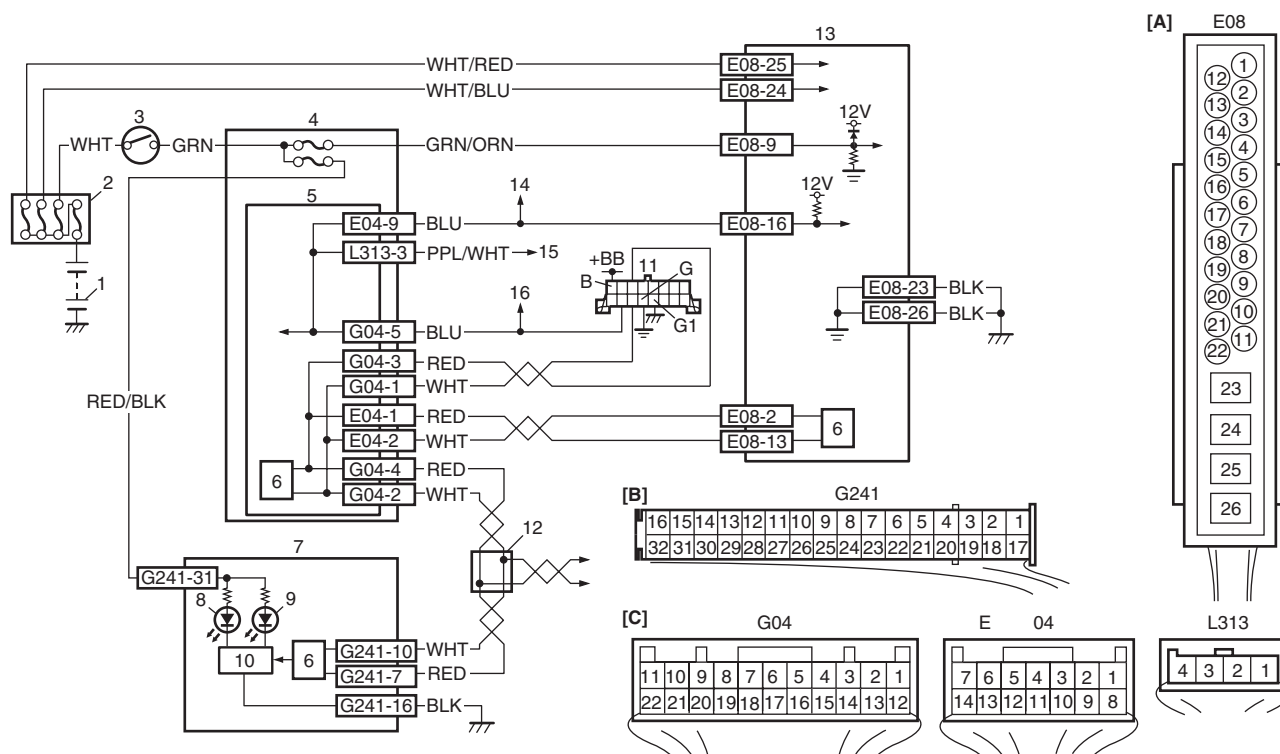 13
[A] E08
WHT/RED E08-25
WHT/BLU E08-24
3
4
12V
WHT GRN
GRN/ORN E08-9
2
5
14
12V
E04-9 BLU E08-16
L313-3 PPL/WHT 15
+BB
11
G
B
1
16
G04-5 BLU
G1
E08-23 BLK
E08-26 BLK
G04-3 RED
G04-1 WHT
RED/BLK
E04-1 RED E08-2
6
E04-2 WHT E08-13
6
G04-4 RED
G04-2 WHT
12
7
G241-31
8 9
10 6
G241-10 WHT
G241-7 RED
G241-16 BLK
1
12
2
13
3
14
4
15
5
16
6
17
7
18
8
19
9
20
10
21
11
22
23
24
25
26
[B] G241
16 15 14 13 12 11 10 9 8 7 6 5 4 3 2 1
32 31 30 29 28 27 26 25 24 23 22 21 20 19 18 17
[C] G04
11 10 9 8 7 6 5 4 3 2 1
22 21 20 19 18 17 16 15 14 13 12
E 04
7 6 5 4 3 2 1
14 13 12 11 10 9 8
L313
4 3 2 1